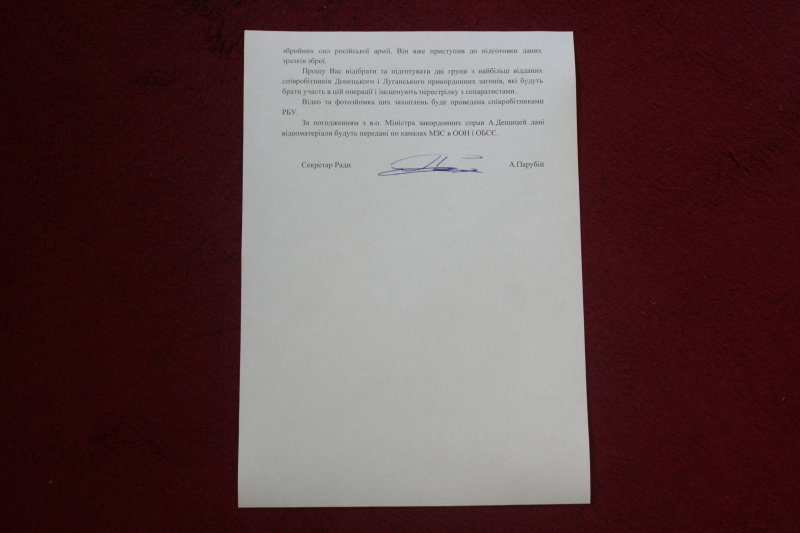 збройних сил російської армії. Він вже приступив до підготовки даних
зразків зброї.
Прошу Вас відібрати та підготувати дві групи з найбільш відданих
співробітників Донецького і Луганського прикордонних загонів, які будуть
брати участь в цій операції і інсценують перестрілку з сепаратистами.
Відео та фотозйомка цих захоплень буде проведена співробітниками
РБУ.
За погодженням з в.о. Міністра закордонних справ А.Дещицей дані
відеоматеріали будуть передані по каналах МЗС в ООН і ОБСЄ.
Секретар Ради А.Парубій